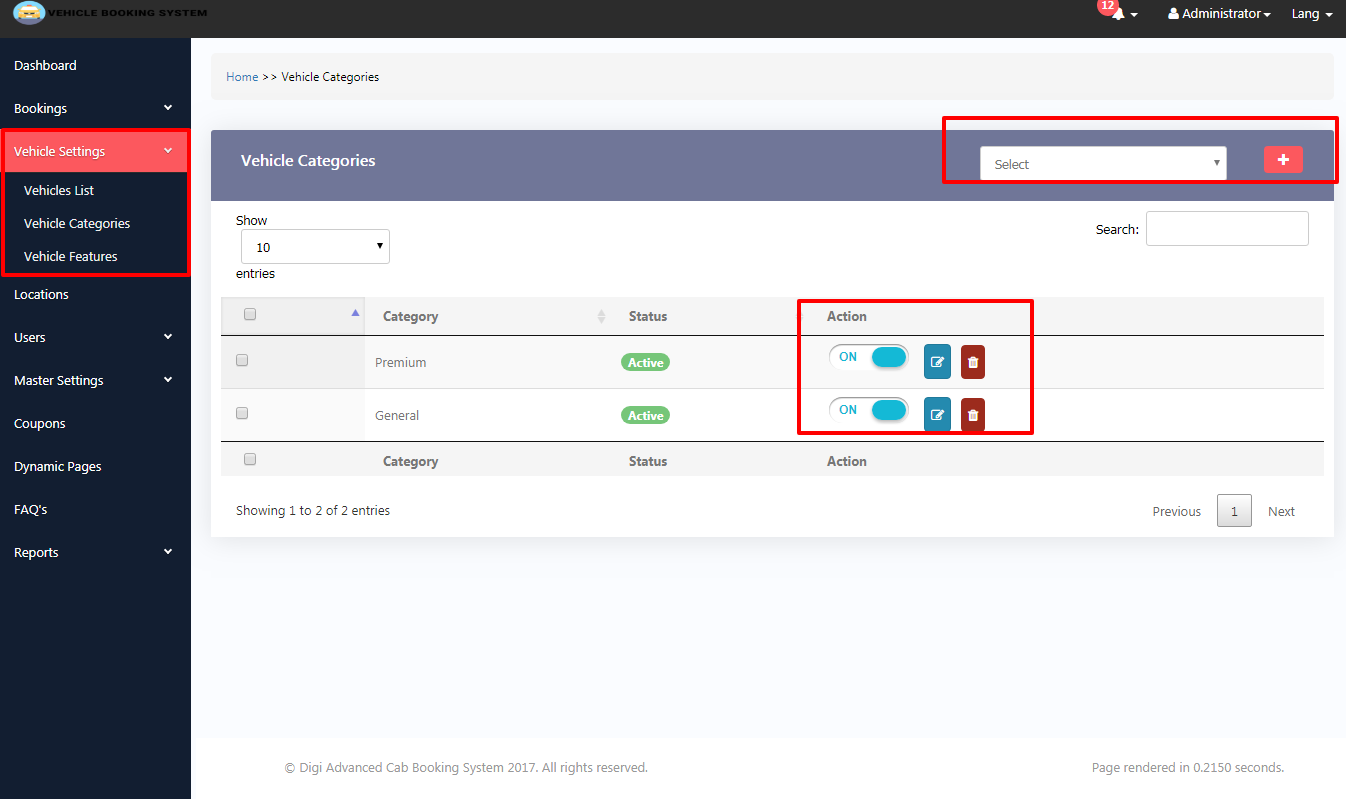 VEHICLE BOOKING SYSTEM
12
Administrator
Lang
Dashboard
Bookings
Vehicle Settings
Vehicles List
Vehicle Categories
Vehicle Features
Locations
Users
Master Settings
Coupons
Dynamic Pages
FAQ's
Reports
Home >> Vehicle Categories
Vehicle Categories
Select
Show
10
entries
Search:
Category Status Action
Premium Active ON
General Active ON
Category Status Action
Showing 1 to 2 of 2 entries
Previous 1 Next
© Digi Advanced Cab Booking System 2017. All rights reserved.
Page rendered in 0.2150 seconds.